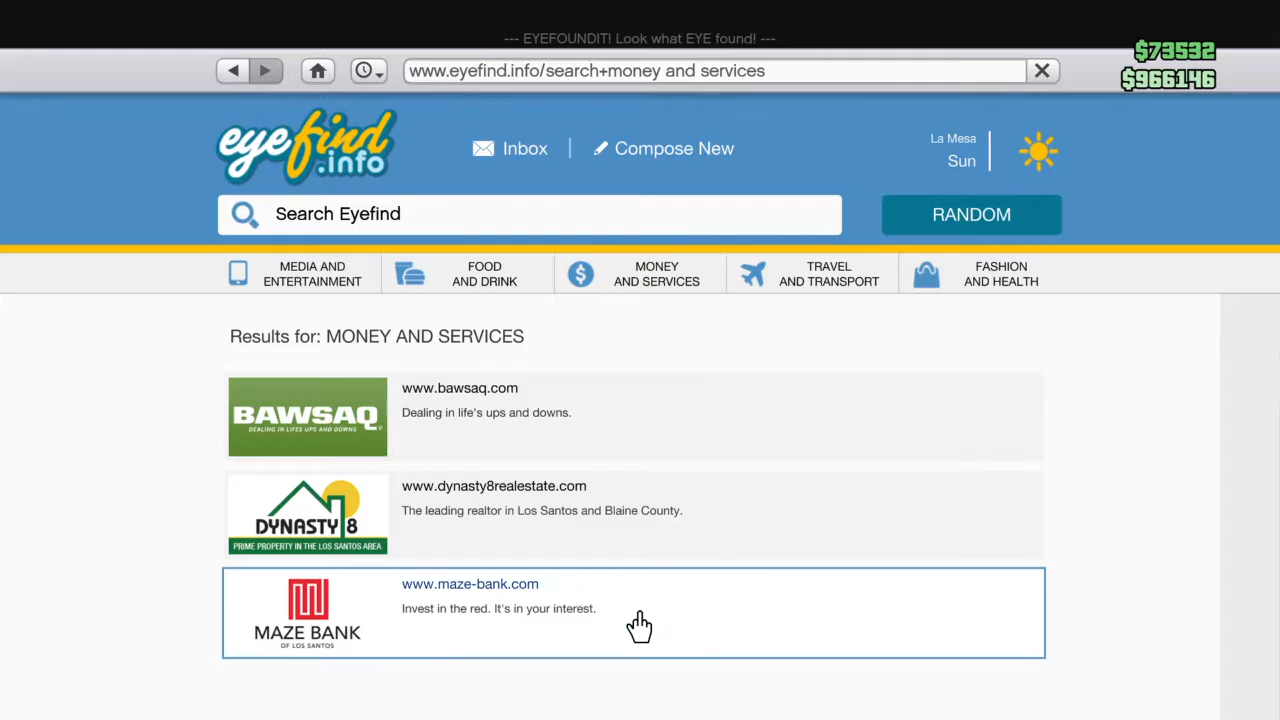 --- EYEFOUNDIT! Look what EYE found! ---
$73532
www.eyefind.info/search+money and services
$966146
eyefind
.info
Inbox
Compose New
La Mesa
Sun
Search Eyefind
RANDOM
MEDIA AND
ENTERTAINMENT
FOOD
AND DRINK
MONEY
AND SERVICES
TRAVEL
AND TRANSPORT
FASHION
AND HEALTH
Results for: MONEY AND SERVICES
BAWSAQ
DEALING IN LIFES UPS AND DOWNS
www.bawsaq.com
Dealing in life's ups and downs.
DYNASTY 8
PRIME PROPERTY IN THE LOS SANTOS AREA
www.dynasty8realestate.com
The leading realtor in Los Santos and Blaine County.
MAZE BANK
OF LOS SANTOS
www.maze-bank.com
Invest in the red. It's in your interest.